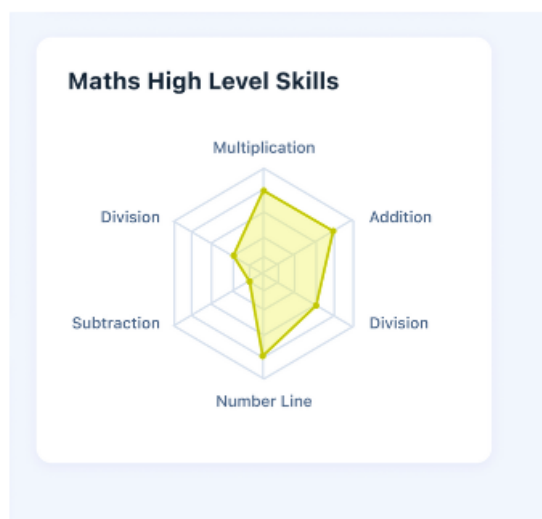 Maths High Level Skills
Multiplication
Division
Addition
Subtraction
Division
Number Line